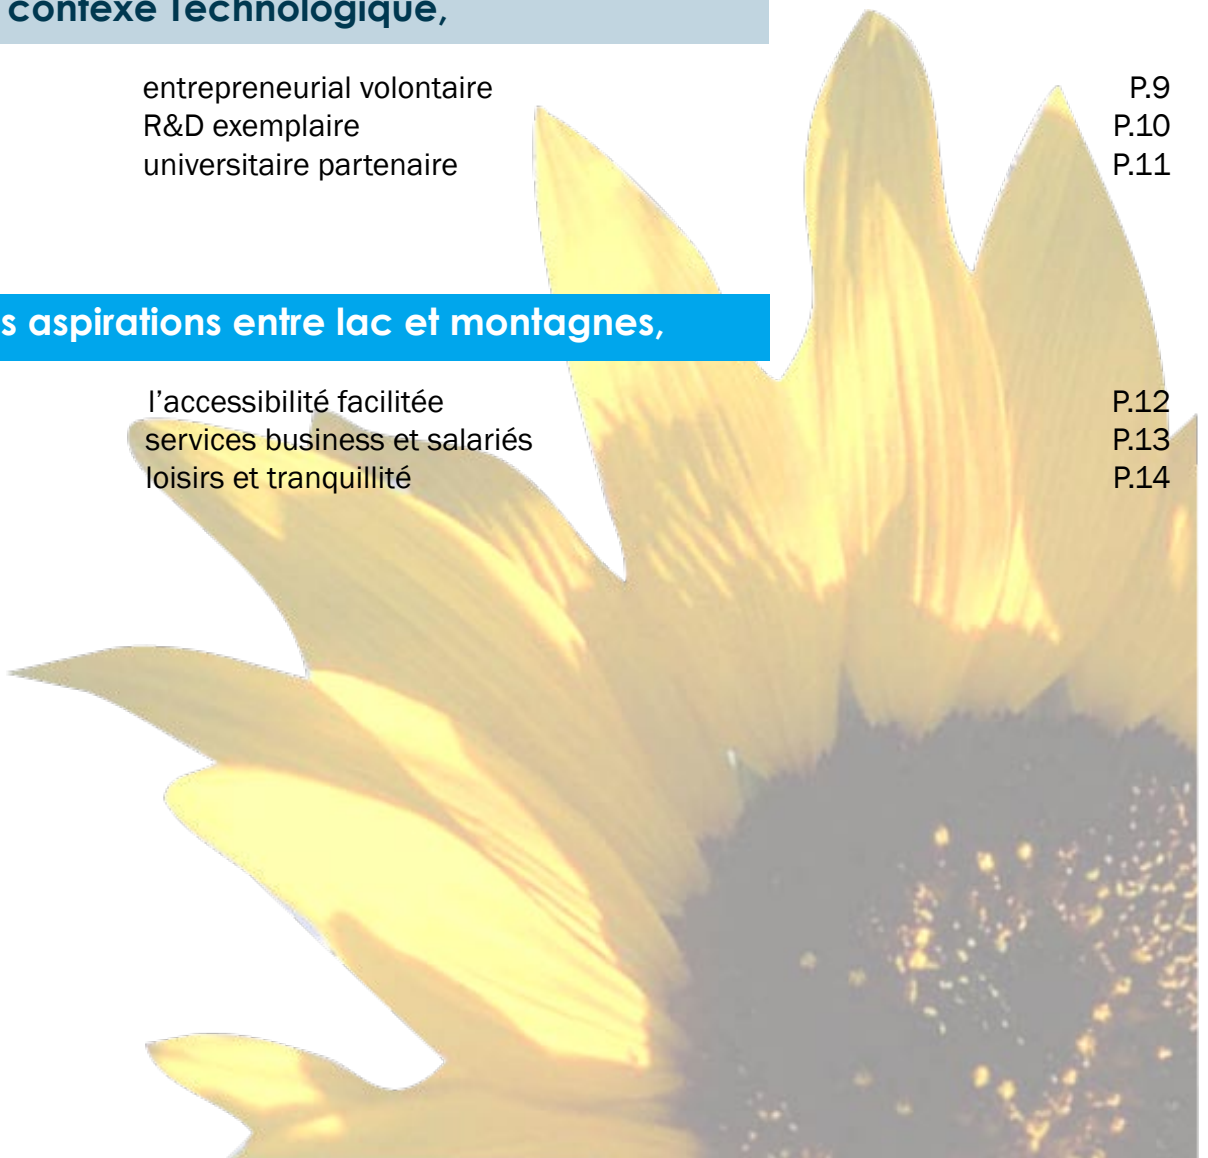 contexe Technologique,
entrepreneurial volontaire P.9
R&D exemplaire P.10
universitaire partenaire P.11
s aspirations entre lac et montagnes,
l’accessibilité facilitée P.12
services business et salariés P.13
loisirs et tranquillité P.14